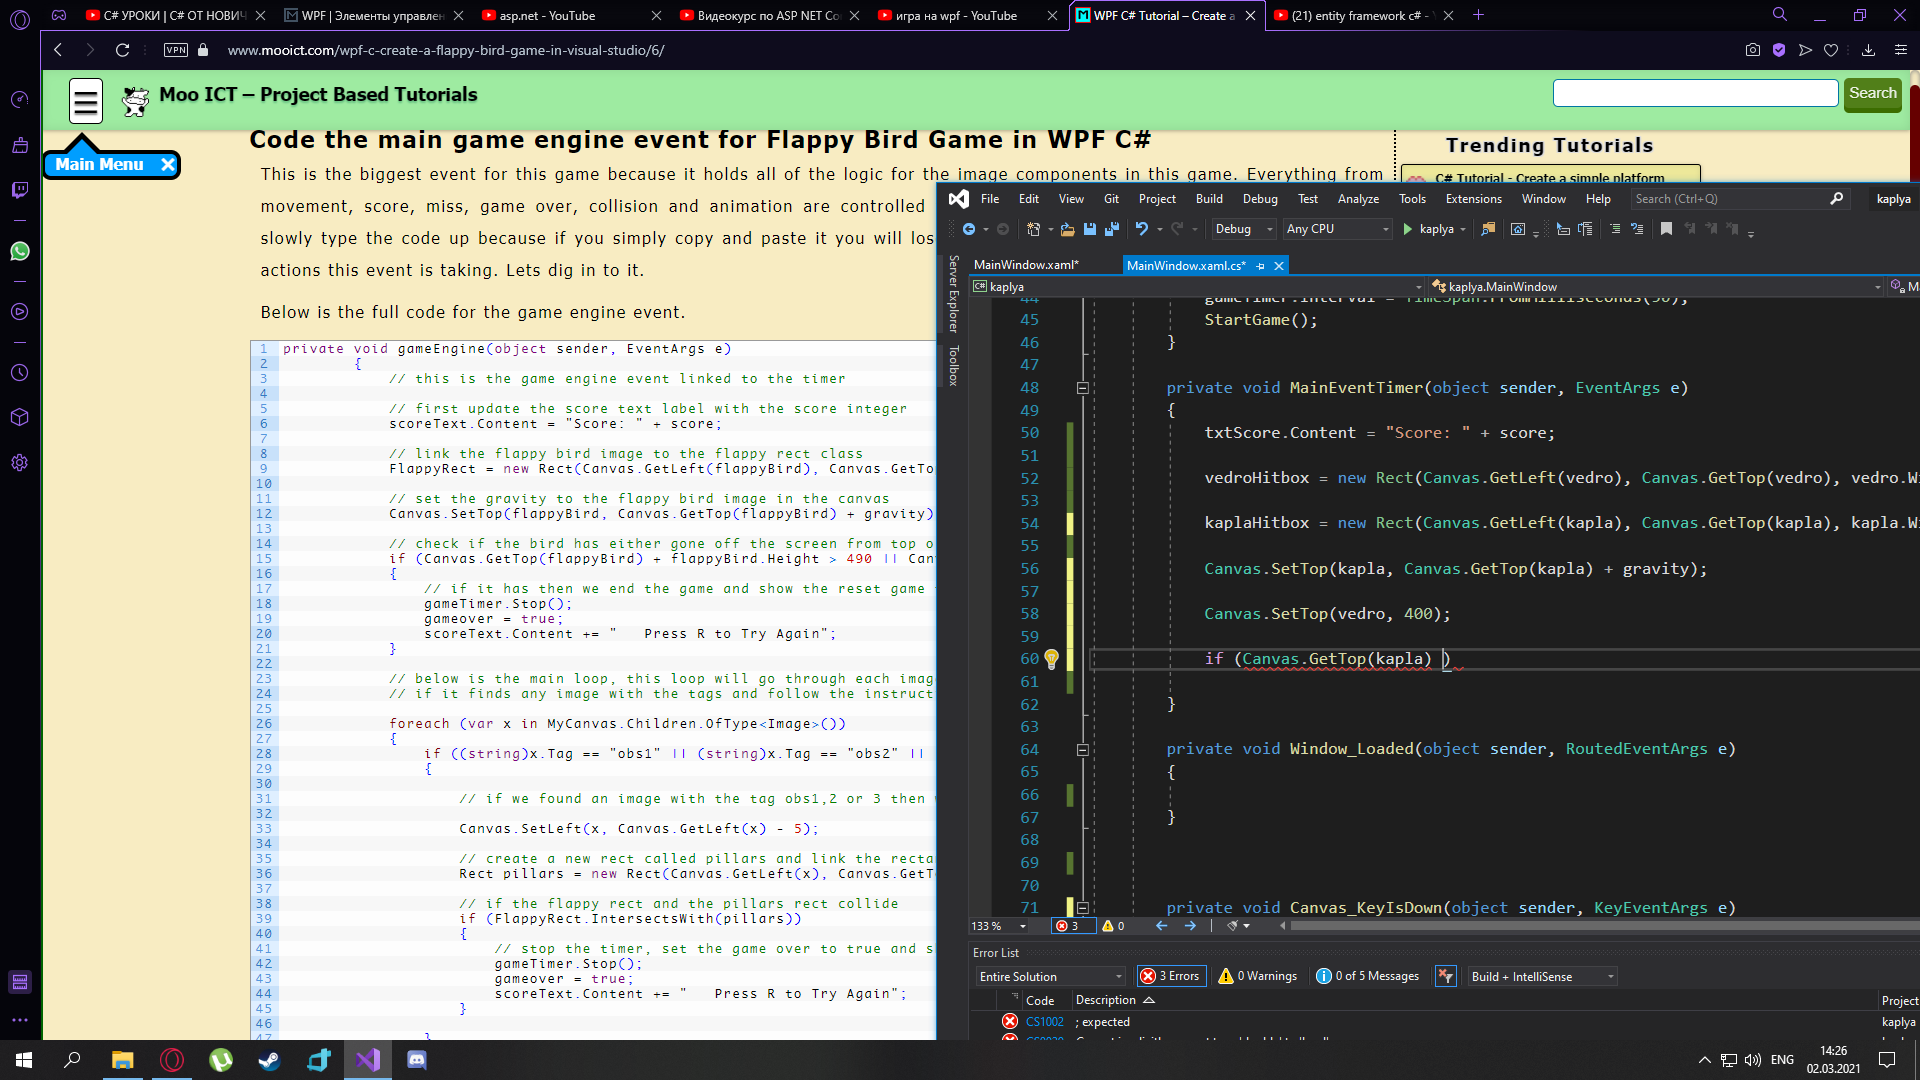 C# УРОКИ | C# ОТ НОВИЧ
WPF | Элементы управлен
asp.net - YouTube
Видеокурс по ASP NET Co
игра на wpf - YouTube
WPF C# Tutorial – Create a
(21) entity framework c# -
VPN
www.mooict.com/wpf-c-create-a-flappy-bird-game-in-visual-studio/6/
Moo ICT – Project Based Tutorials
Search
Main Menu
Code the main game engine event for Flappy Bird Game in WPF C#
This is the biggest event for this game because it holds all of the logic for the image components in this game. Everything from
movement, score, miss, game over, collision and animation are controlled
slowly type the code up because if you simply copy and paste it you will los
actions this event is taking. Lets dig in to it.
Below is the full code for the game engine event.
Trending Tutorials
C# Tutorial - Create a simple platform
1 private void gameEngine(object sender, EventArgs e)
2 {
3 // this is the game engine event linked to the timer
4
5 // first update the score text label with the score integer
6 scoreText.Content = "Score: " + score;
7
8 // link the flappy bird image to the flappy rect class
9 FlappyRect = new Rect(Canvas.GetLeft(flappyBird), Canvas.GetTo
10
11 // set the gravity to the flappy bird image in the canvas
12 Canvas.SetTop(flappyBird, Canvas.GetTop(flappyBird) + gravity)
13
14 // check if the bird has either gone off the screen from top o
15 if (Canvas.GetTop(flappyBird) + flappyBird.Height > 490 || Can
16 {
17 // if it has then we end the game and show the reset game
18 gameTimer.Stop();
19 gameover = true;
20 scoreText.Content += "   Press R to Try Again";
21 }
22
23 // below is the main loop, this loop will go through each imag
24 // if it finds any image with the tags and follow the instruct
25
26 foreach (var x in MyCanvas.Children.OfType<Image>())
27 {
28 if ((string)x.Tag == "obs1" || (string)x.Tag == "obs2" ||
29 {
30
31 // if we found an image with the tag obs1,2 or 3 then
32
33 Canvas.SetLeft(x, Canvas.GetLeft(x) - 5);
34
35 // create a new rect called pillars and link the recta
36 Rect pillars = new Rect(Canvas.GetLeft(x), Canvas.GetT
37
38 // if the flappy rect and the pillars rect collide
39 if (FlappyRect.IntersectsWith(pillars))
40 {
41 // stop the timer, set the game over to true and s
42 gameTimer.Stop();
43 gameover = true;
44 scoreText.Content += "   Press R to Try Again";
45 }
46
47 }
File Edit View Git Project Build Debug Test Analyze Tools Extensions Window Help Search (Ctrl+Q) kaplya
Debug Any CPU kaplya
Server Explorer
Toolbox
MainWindow.xaml*
MainWindow.xaml.cs*
kaplya
kaplya.MainWindow
44 gameTimer.Interval = TimeSpan.FromMilliseconds(50);
45 StartGame();
46 }
47
48 private void MainEventTimer(object sender, EventArgs e)
49 {
50 txtScore.Content = "Score: " + score;
51
52 vedroHitbox = new Rect(Canvas.GetLeft(vedro), Canvas.GetTop(vedro), vedro.Wi
53
54 kaplaHitbox = new Rect(Canvas.GetLeft(kapla), Canvas.GetTop(kapla), kapla.Wi
55
56 Canvas.SetTop(kapla, Canvas.GetTop(kapla) + gravity);
57
58 Canvas.SetTop(vedro, 400);
59
60 if (Canvas.GetTop(kapla) )
61
62 }
63
64 private void Window_Loaded(object sender, RoutedEventArgs e)
65 {
66
67 }
68
69
70
71 private void Canvas_KeyIsDown(object sender, KeyEventArgs e)
133 % 3 0
Error List
Entire Solution 3 Errors 0 Warnings 0 of 5 Messages Build + IntelliSense
Code Description Project
CS1002 ; expected kaplya
ENG
14:26
02.03.2021